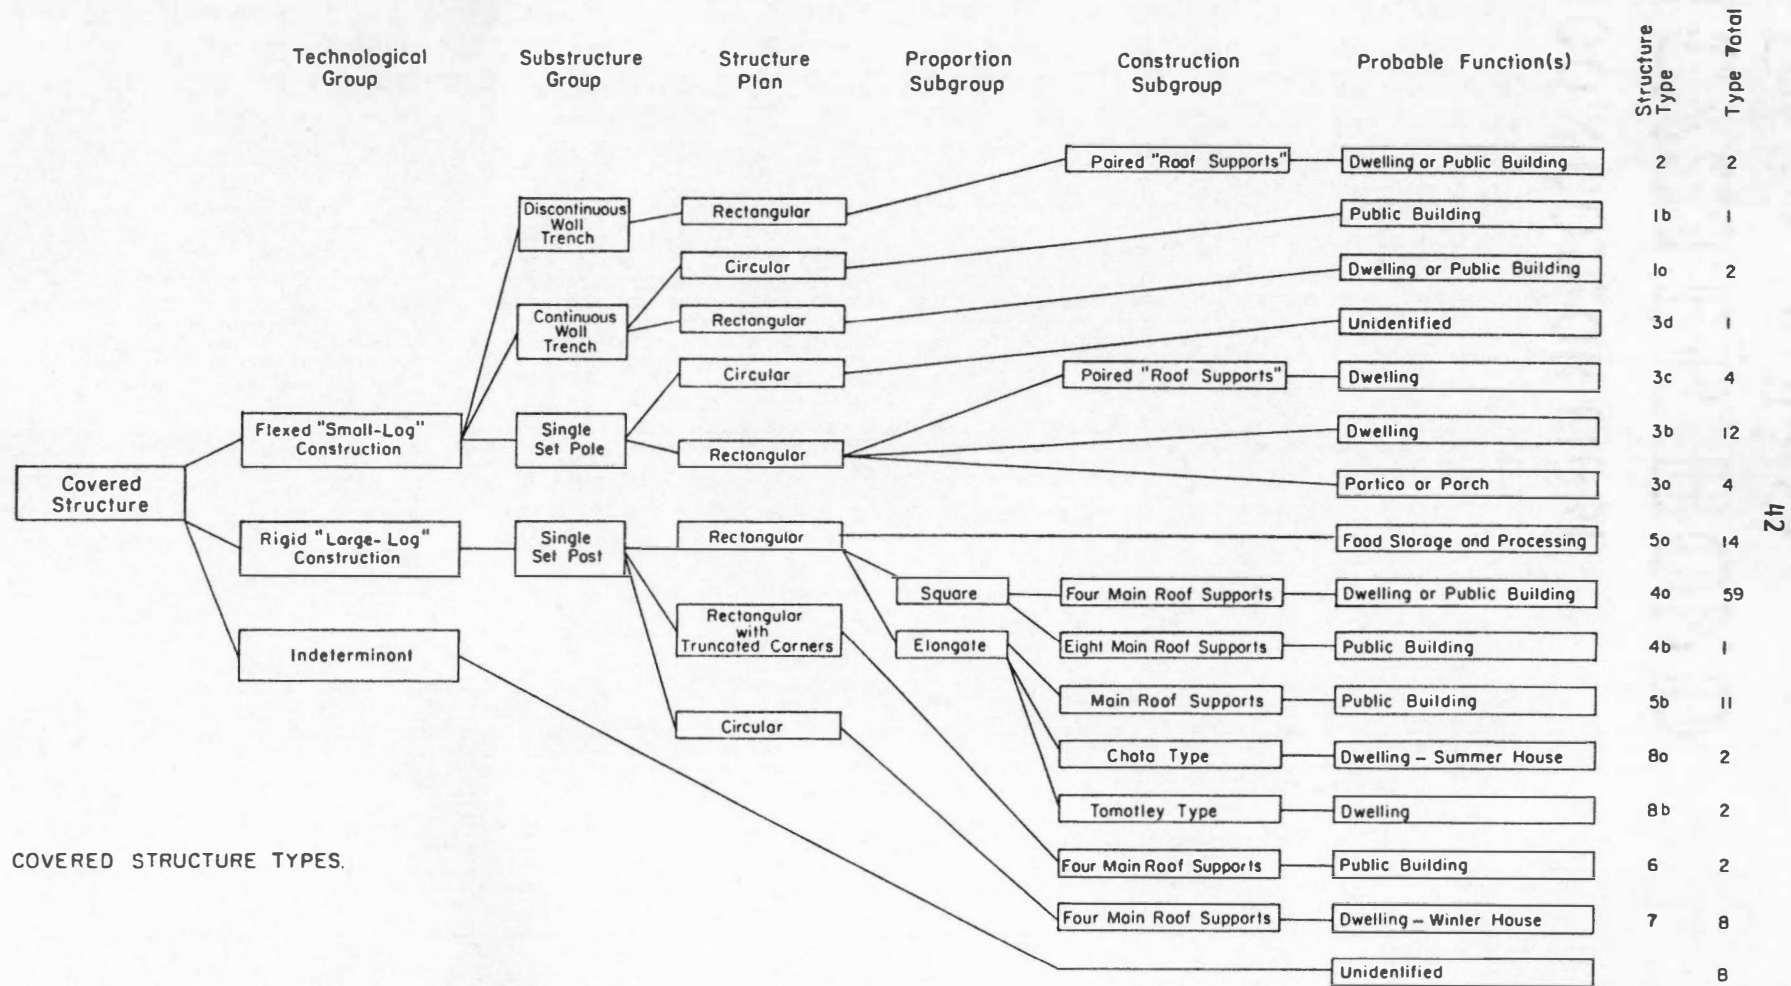 Technological
Group
Substructure
Group
Structure
Plan
Proportion
Subgroup
Construction
Subgroup
Probable Function(s)
Structure
Type
Type Total
Paired "Roof Supports"
Dwelling or Public Building
2
2
Discontinuous
Wall
Trench
Rectangular
Public Building
1b
1
Circular
Dwelling or Public Building
1a
2
Continuous
Wall
Trench
Rectangular
Unidentified
3d
1
Circular
Paired "Roof Supports"
Dwelling
3c
4
Flexed "Small-Log"
Construction
Single
Set Pole
Rectangular
Dwelling
3b
12
Portico or Porch
3a
4
Covered
Structure
42
Rigid "Large-Log"
Construction
Single
Set Post
Rectangular
Food Storage and Processing
5a
14
Square
Four Main Roof Supports
Dwelling or Public Building
4a
59
Rectangular
with
Truncated Corners
Elongate
Eight Main Roof Supports
Public Building
4b
1
Indeterminant
Main Roof Supports
Public Building
5b
11
Circular
Chota Type
Dwelling – Summer House
8a
2
Tomotley Type
Dwelling
8b
2
COVERED STRUCTURE TYPES.
Four Main Roof Supports
Public Building
6
2
Four Main Roof Supports
Dwelling – Winter House
7
8
Unidentified
8